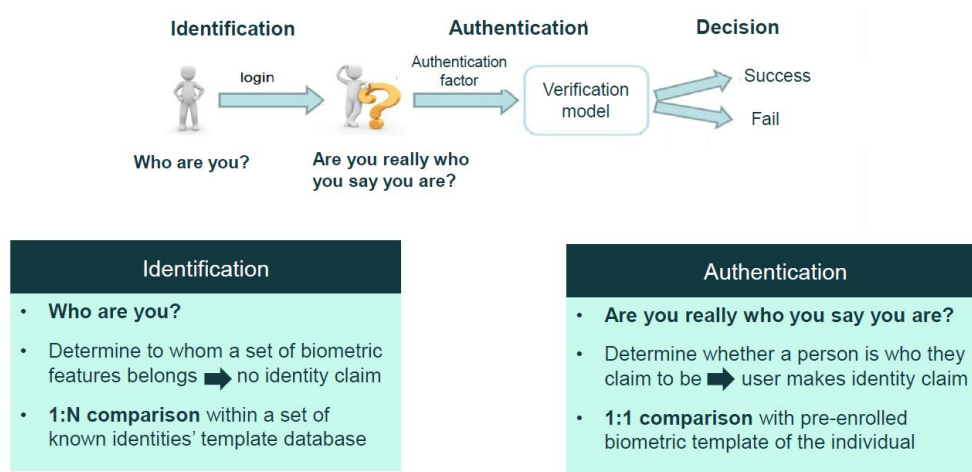 Identification
Authentication
Decision
login
Authentication
factor
Verification
model
Success
Fail
Who are you?
Are you really who
you say you are?
Identification
• Who are you?
• Determine to whom a set of biometric
features belongs ➡ no identity claim
• 1:N comparison within a set of
known identities’ template database
Authentication
• Are you really who you say you are?
• Determine whether a person is who they
claim to be ➡ user makes identity claim
• 1:1 comparison with pre-enrolled
biometric template of the individual